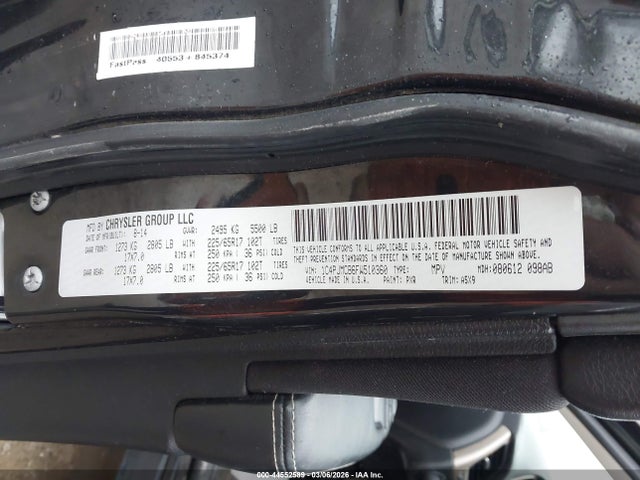 FastPass 40553 + 845374
MFD BY CHRYSLER GROUP LLC
DATE OF MFR/BUILT: 8-14 GVWR: 2495 KG 5500 LB
GAWR FRONT: 1273 KG 2805 LB WITH 225/65R17 102T TIRES
17X7.0 RIMS AT 250 KPA/ 36 PSI/ COLD
GAWR REAR: 1273 KG 2805 LB WITH 225/65R17 102T TIRES
17X7.0 RIMS AT 250 KPA/ 36 PSI/ COLD
THIS VEHICLE CONFORMS TO ALL APPLICABLE U.S.A. FEDERAL MOTOR VEHICLE SAFETY AND
THEFT PREVENTION STANDARDS IN EFFECT ON THE DATE OF MANUFACTURE SHOWN ABOVE.
VIN: 1C4PJMCB6FW510360 TYPE: MPV MDH: 080612 098AB
VEHICLE MADE IN U.S.A. PAINT: PXR TRIM: A5X9
000-44552589 - 03/06/2026 - COPART, INC.